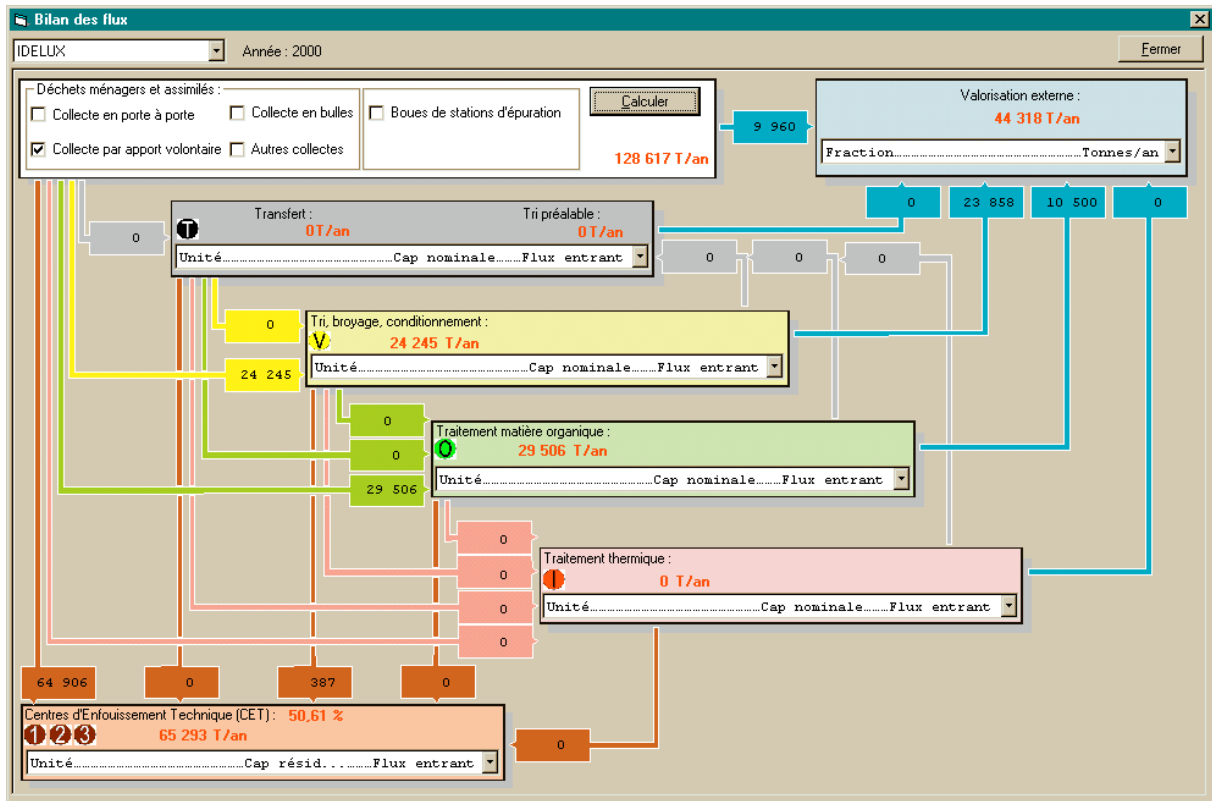 Bilan des flux
IDELUX
Année : 2000
Fermer
Déchets ménagers et assimilés :
Collecte en porte à porte
Collecte en bulles
Boues de stations d'épuration
Calculer
Collecte par apport volontaire
Autres collectes
128 617 T/an
9 960
Valorisation externe :
44 318 T/an
Fraction..........Tonnes/an
0
23 858
10 500
0
0
Transfert :
Tri préalable :
T
0T/an
0T/an
Unité..........Cap nominale......Flux entrant
0
0
0
0
Tri, broyage, conditionnement :
V
24 245 T/an
24 245
Unité..........Cap nominale......Flux entrant
0
Traitement matière organique :
0
O
29 506 T/an
29 506
Unité..........Cap nominale......Flux entrant
0
Traitement thermique :
0
I
0 T/an
0
Unité..........Cap nominale......Flux entrant
0
64 906
0
387
0
Centres d'Enfouissement Technique (CET) : 50,61 %
1 2 3
65 293 T/an
0
Unité..........Cap résid.........Flux entrant